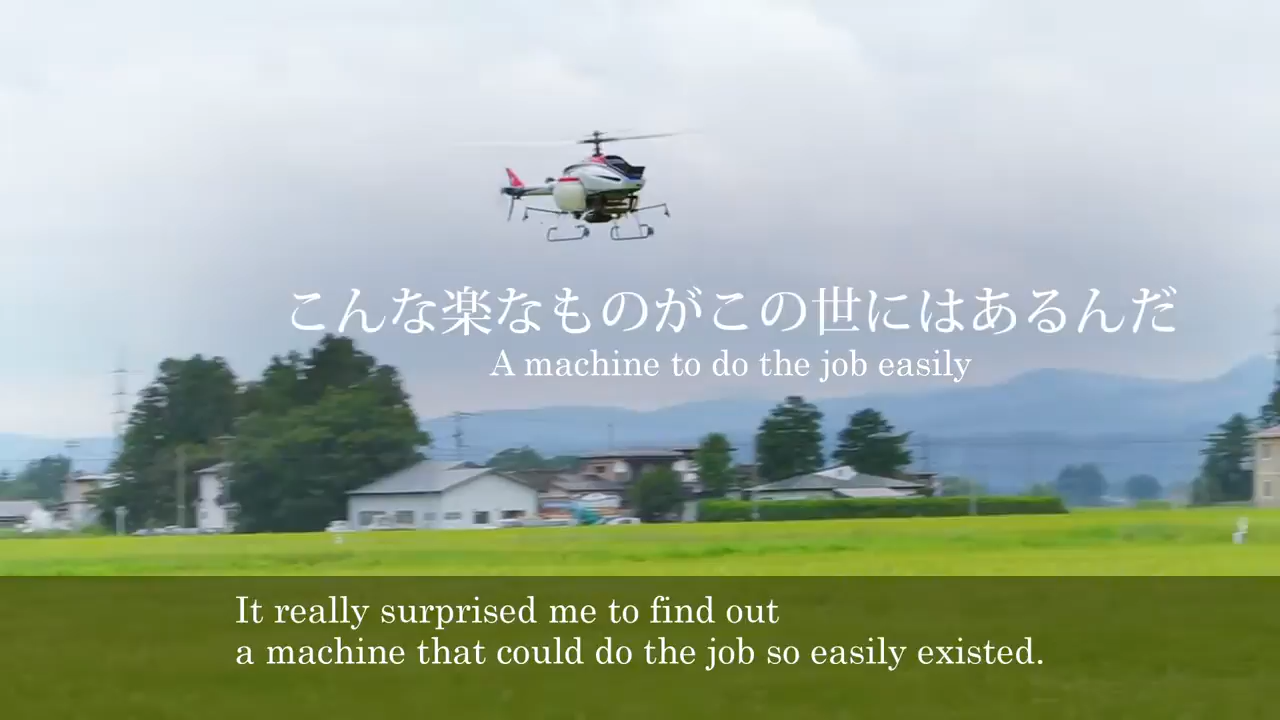 こんな楽なものがこの世にはあるんだ
A machine to do the job easily
It really surprised me to find out
a machine that could do the job so easily existed.